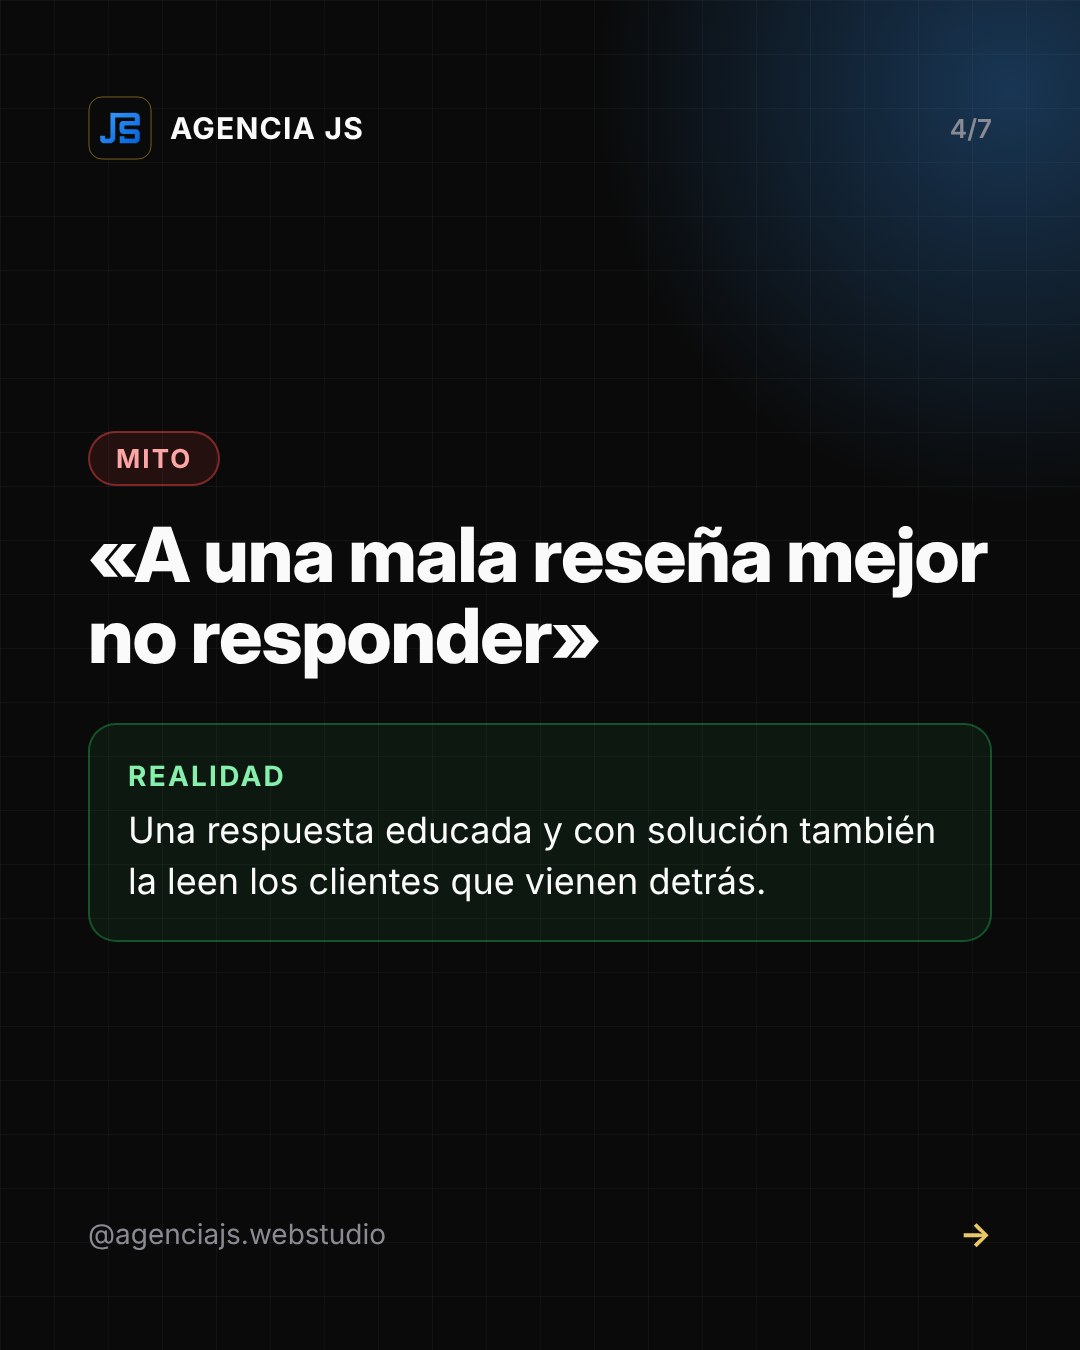 JS AGENCIA JS
4/7
MITO
«A una mala reseña mejor
no responder»
REALIDAD
Una respuesta educada y con solución también
la leen los clientes que vienen detrás.
@agenciajs.webstudio →